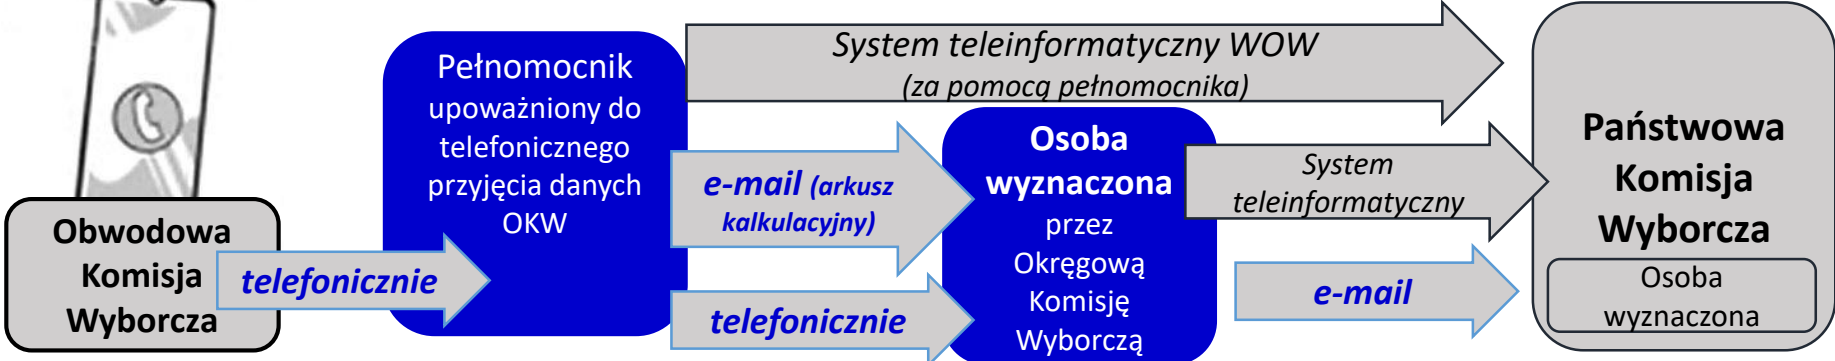 Obwodowa
Komisja
Wyborcza
telefonicznie
Pełnomocnik
upoważniony do
telefonicznego
przyjęcia danych
OKW
System teleinformatyczny WOW
(za pomocą pełnomocnika)
e-mail (arkusz
kalkulacyjny)
telefonicznie
Osoba
wyznaczona
przez
Okręgową
Komisję
Wyborczą
System
teleinformatyczny
e-mail
Państwowa
Komisja
Wyborcza
Osoba
wyznaczona